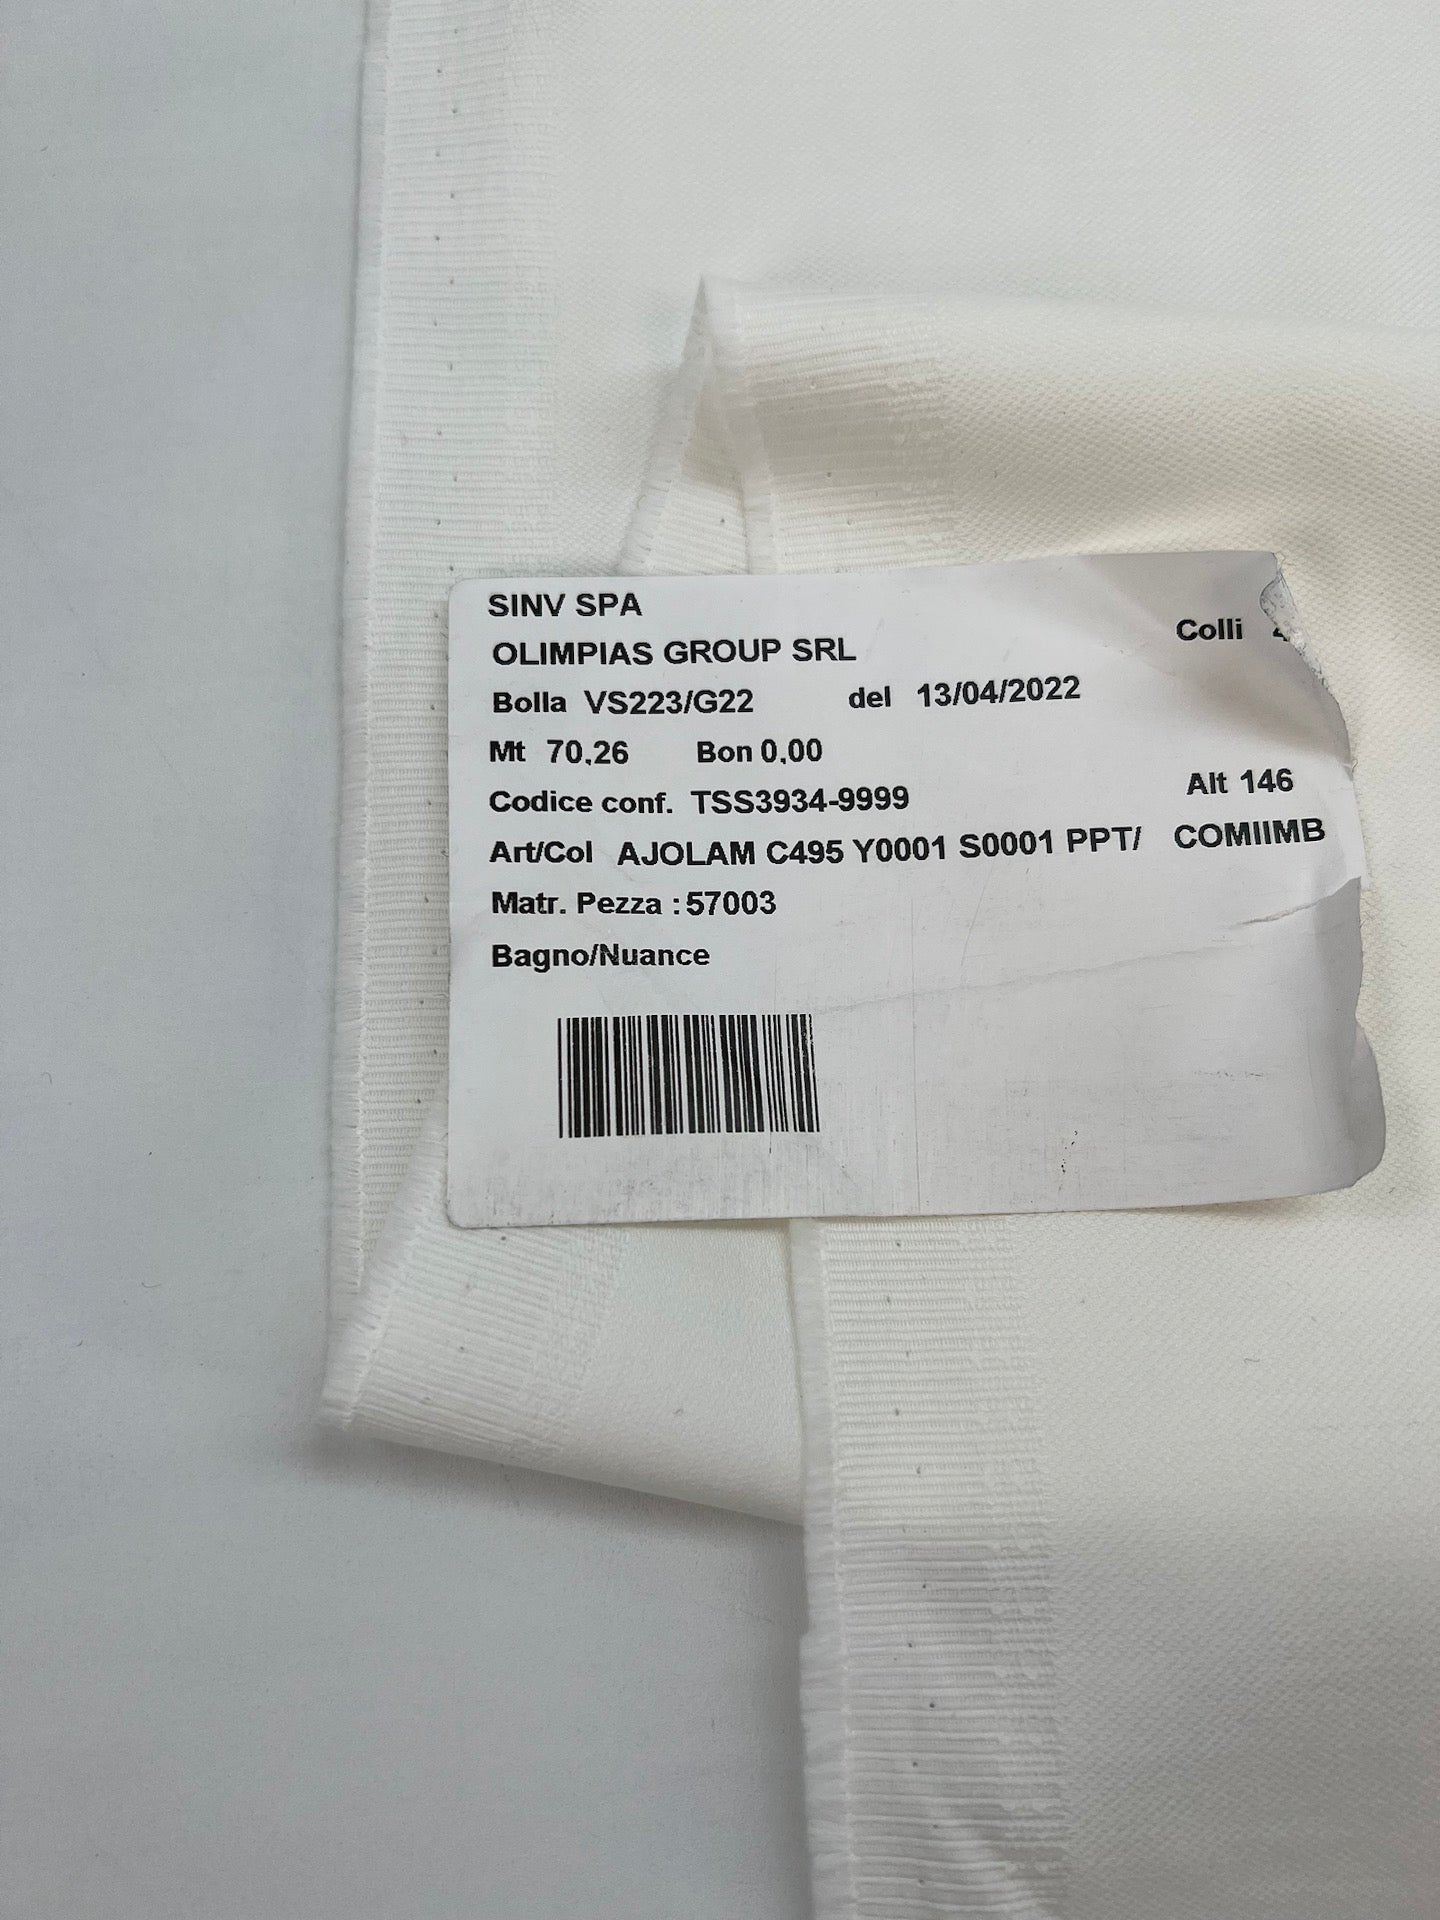 SINV SPA
OLIMPIAS GROUP SRL
Colli
Bolla VS223/G22 del 13/04/2022
Mt 70,26 Bon 0,00
Codice conf. TSS3934-9999 Alt 146
Art/Col AJOLAM C495 Y0001 S0001 PPT/ COMIIMB
Matr. Pezza : 57003
Bagno/Nuance